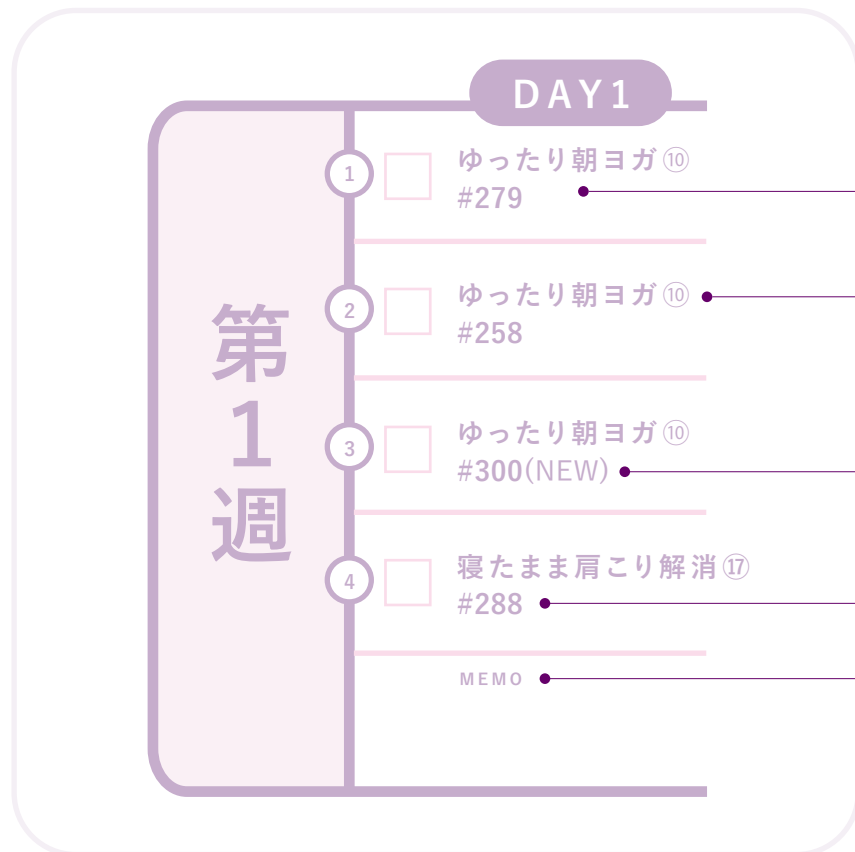 DAY1
第1週
1
ゆったり朝ヨガ⑩
#279
2
ゆったり朝ヨガ⑩
#258
3
ゆったり朝ヨガ⑩
#300(NEW)
4
寝たまま肩こり解消⑰
#288
MEMO